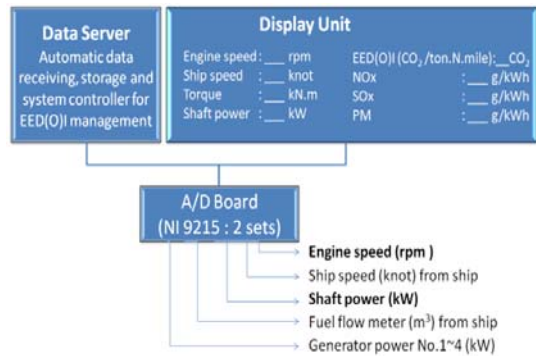 Data Server
Automatic data
receiving, storage and
system controller for
EED(O)I management
Display Unit
Engine speed : ___ rpm
Ship speed : ___ knot
Torque : ___ kN.m
Shaft power : ___ kW
EED(O)I (CO₂ /ton.N.mile):__CO₂
NOx : ___ g/kWh
SOx : ___ g/kWh
PM : ___ g/kWh
A/D Board
(NI 9215 : 2 sets)
Engine speed (rpm )
Ship speed (knot) from ship
Shaft power (kW)
Fuel flow meter (m³) from ship
Generator power No.1~4 (kW)